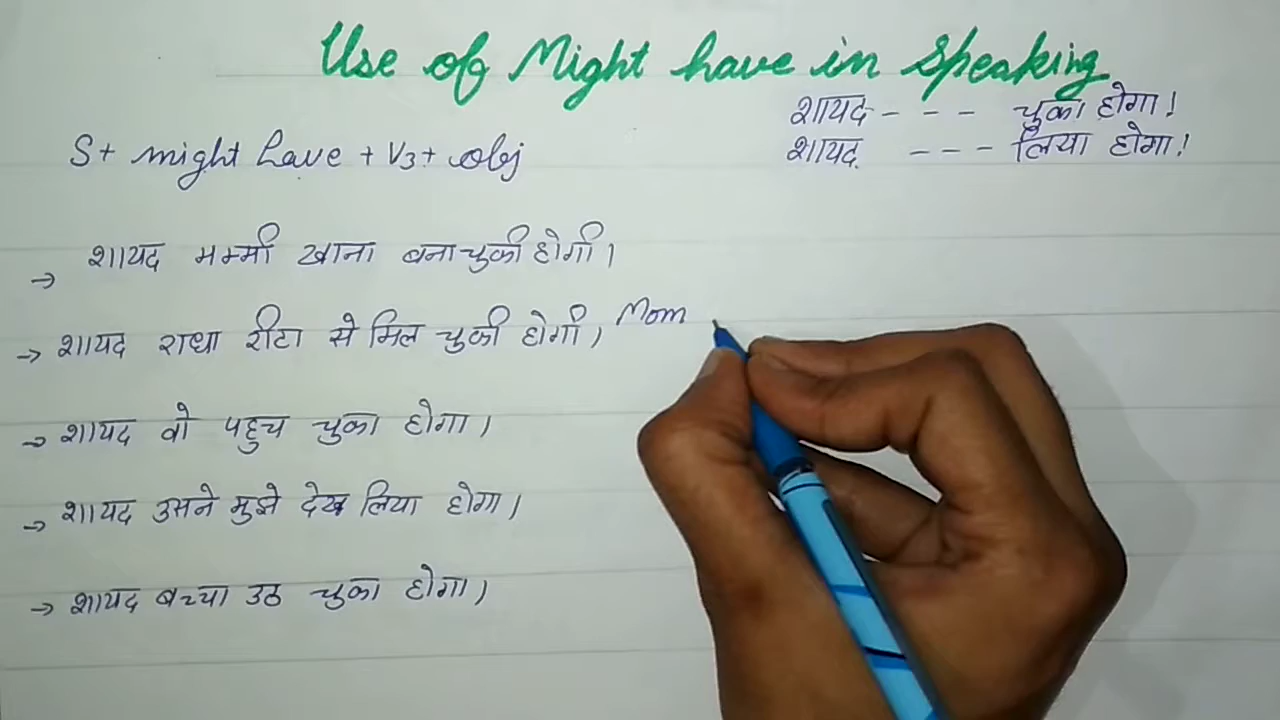 Use of Might have in Speaking
शायद - - - चुका होगा!
S+ might have + V3 + obj
शायद - - - लिया होगा!
शायद मम्मी खाना बना चुकी होगी।
→
→ शायद राधा रीटा से मिल चुकी होगी, Mom
→ शायद वो पहुच चुका होगा।
→ शायद उसने मुझे देख लिया होगा।
→ शायद बच्चा उठ चुका होगा।